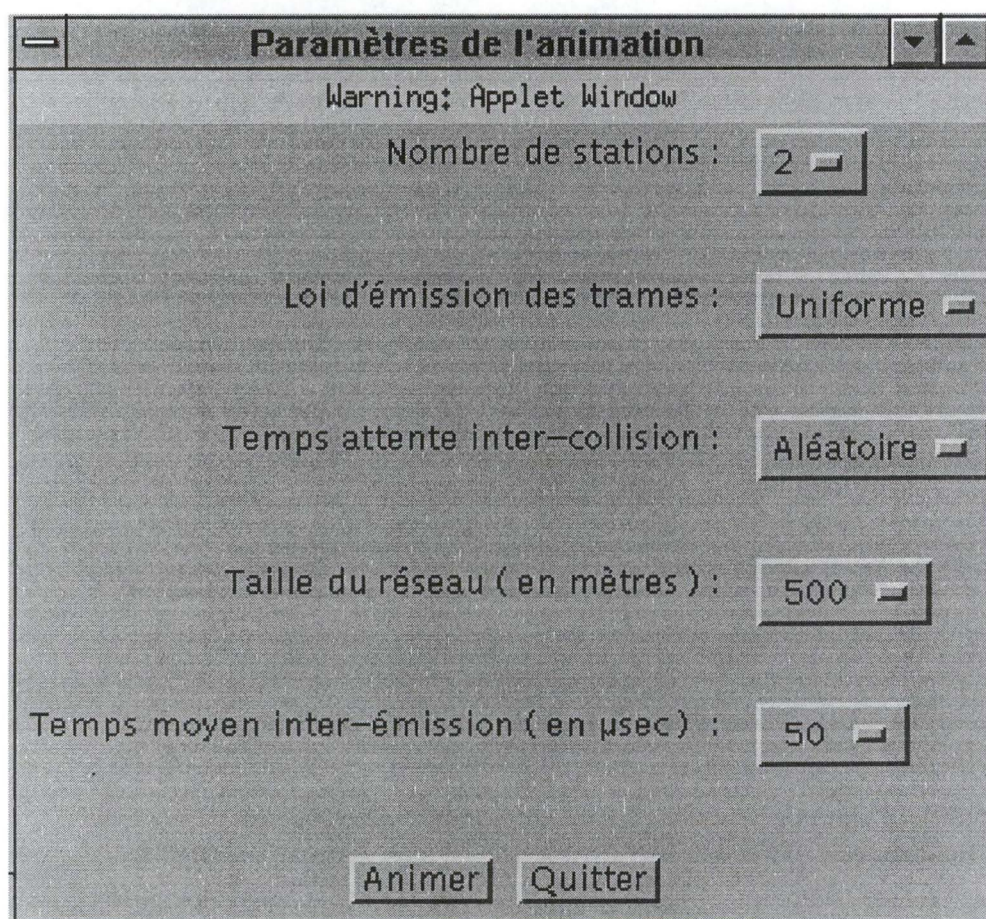 Paramètres de l'animation
Warning: Applet Window
Nombre de stations : 2
Loi d'émission des trames : Uniforme
Temps attente inter-collision : Aléatoire
Taille du réseau ( en mètres ) : 500
Temps moyen inter-émission ( en µsec ) : 50
Animer Quitter